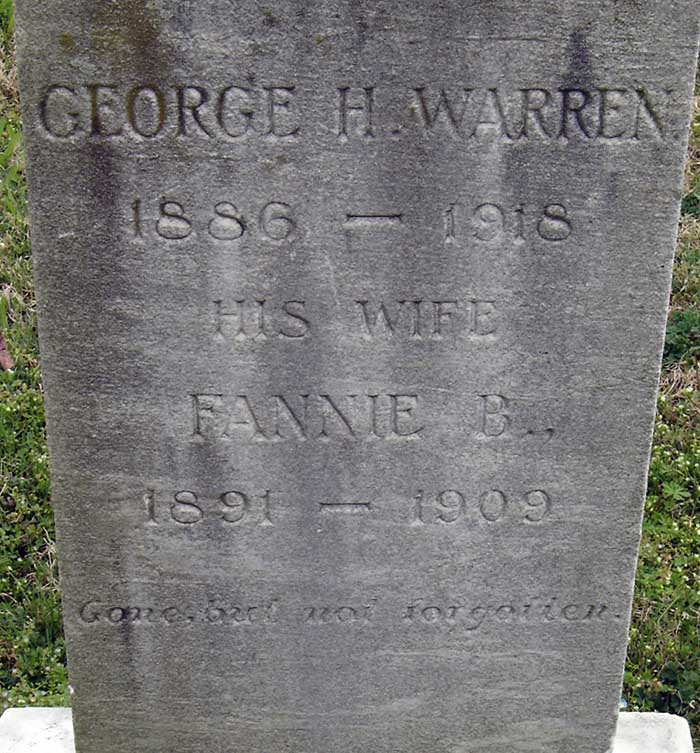 GEORGE H. WARREN
1886 — 1918
HIS WIFE
FANNIE B.,
1891 — 1909
Gone, but not forgotten.